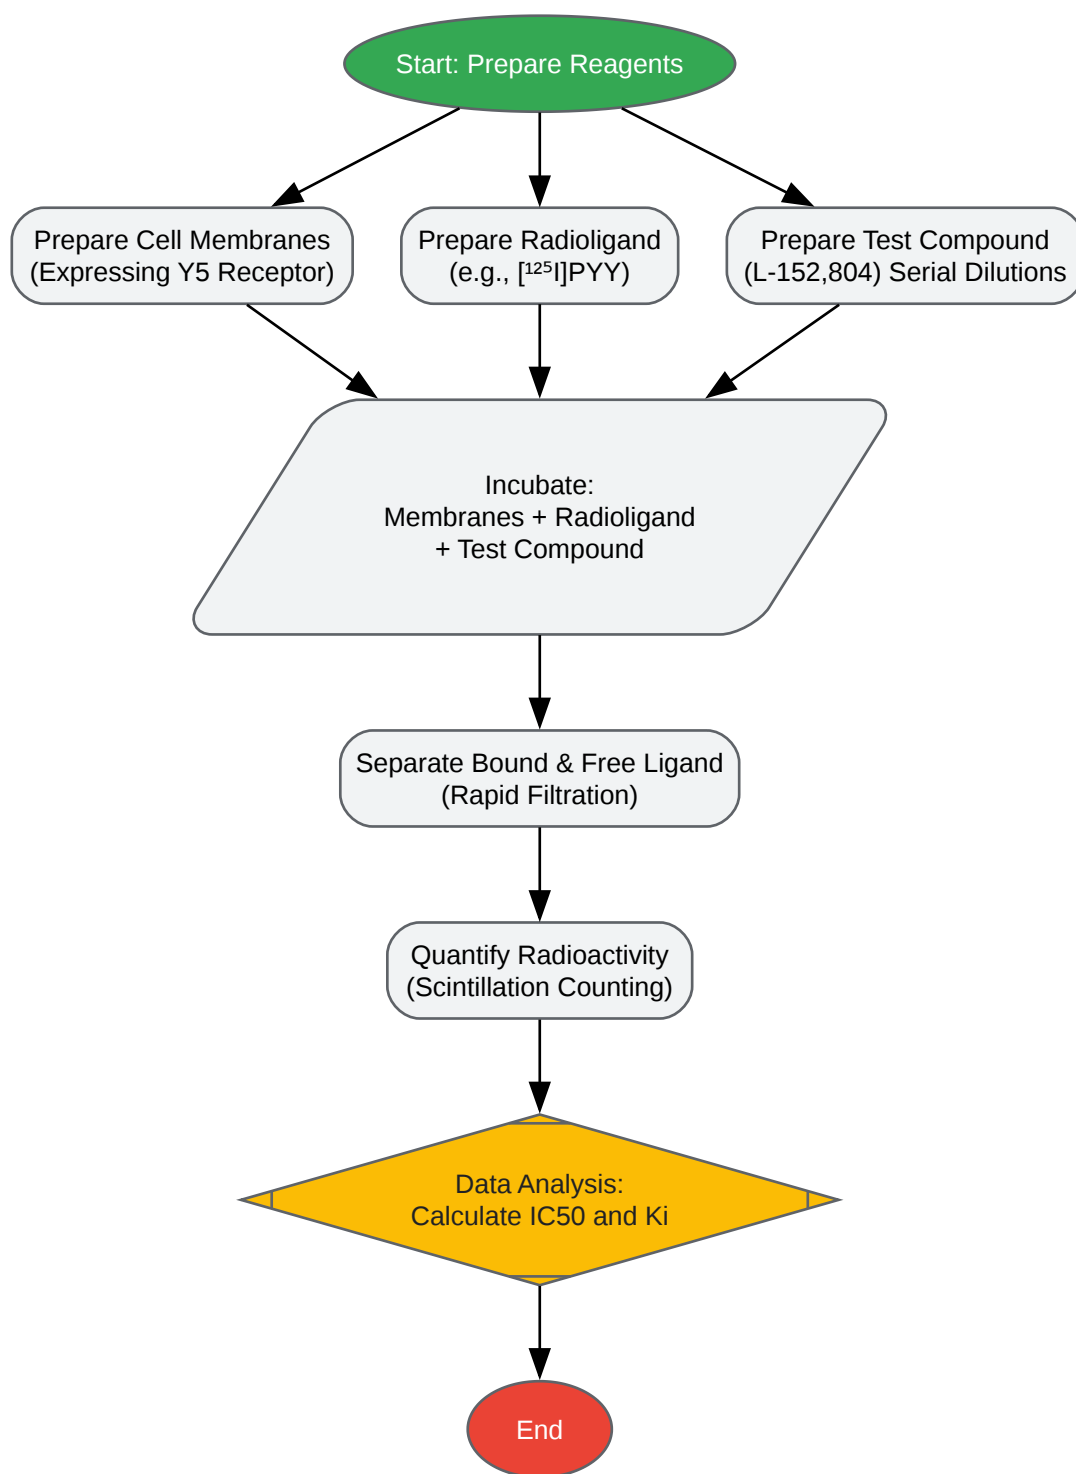 Start: Prepare Reagents
Prepare Cell Membranes
(Expressing Y5 Receptor)
Prepare Radioligand
(e.g., [¹²⁵I]PYY)
Prepare Test Compound
(L-152,804) Serial Dilutions
Incubate:
Membranes + Radioligand
+ Test Compound
Separate Bound & Free Ligand
(Rapid Filtration)
Quantify Radioactivity
(Scintillation Counting)
Data Analysis:
Calculate IC50 and Ki
End